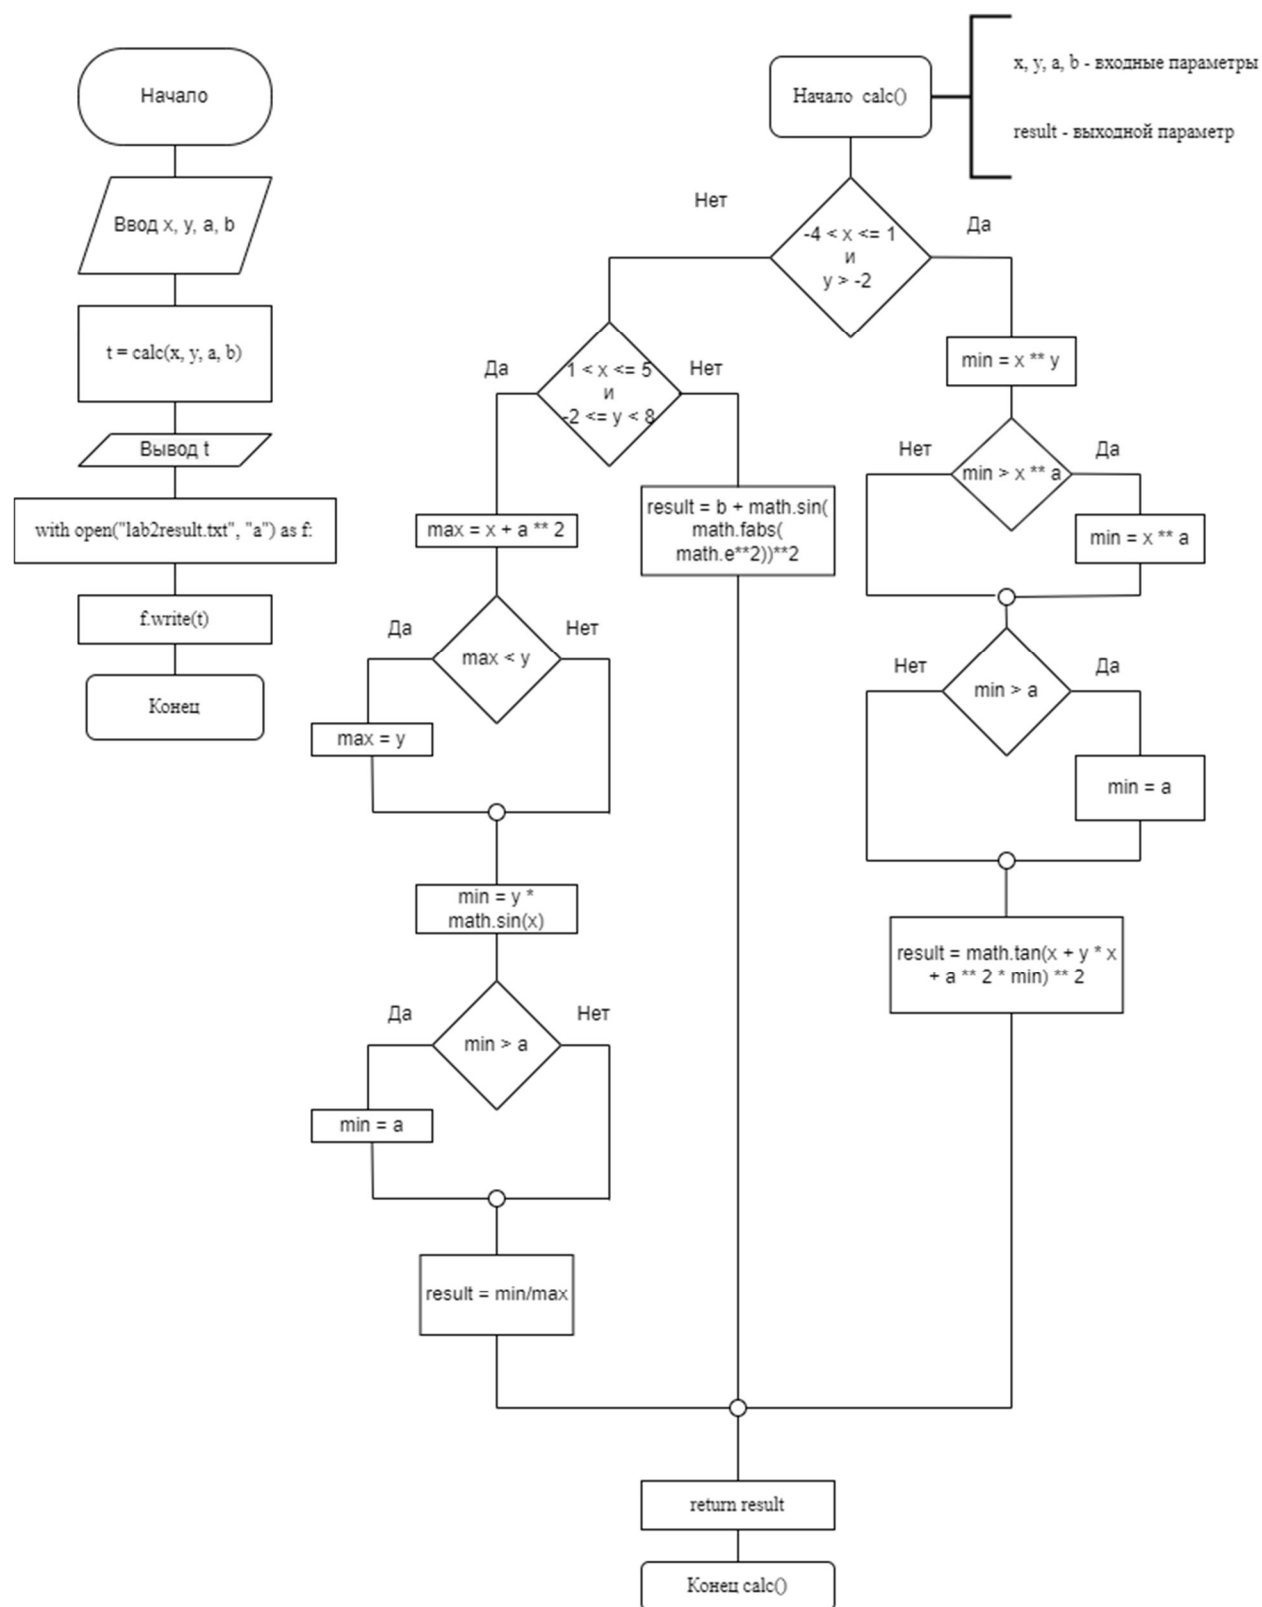 Начало
Ввод x, y, a, b
t = calc(x, y, a, b)
Вывод t
with open("lab2result.txt", "a") as f:
f.write(t)
Конец
Начало calc()
x, y, a, b - входные параметры
result - выходной параметр
Нет
-4 < x <= 1
и
y > -2
Да
Да
1 < x <= 5
и
-2 <= y < 8
Нет
max = x + a ** 2
Да
max < y
Нет
max = y
min = y *
math.sin(x)
Да
min > a
Нет
min = a
result = min/max
result = b + math.sin(
math.fabs(
math.e**2))**2
min = x ** y
Нет
min > x ** a
Да
min = x ** a
Нет
min > a
Да
min = a
result = math.tan(x + y * x
+ a ** 2 * min) ** 2
return result
Конец calc()